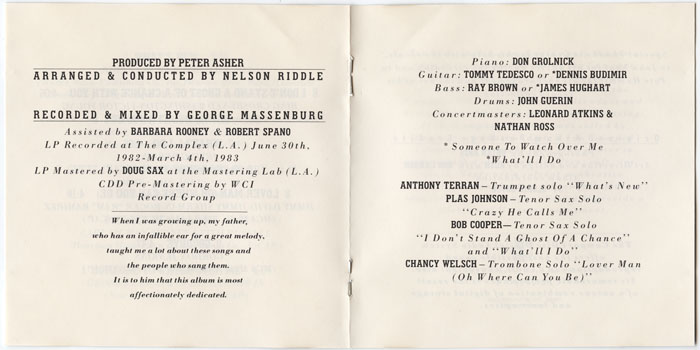 PRODUCED BY PETER ASHER
ARRANGED & CONDUCTED BY NELSON RIDDLE
RECORDED & MIXED BY GEORGE MASSENBURG
Assisted by BARBARA ROONEY & ROBERT SPANO
LP Recorded at The Complex (L.A.) June 30th,
1982-March 4th, 1983
LP Mastered by DOUG SAX at the Mastering Lab (L.A.)
CDD Pre-Mastering by WCI
Record Group
When I was growing up, my father,
who has an infallible ear for a great melody,
taught me a lot about these songs and
the people who sang them.
It is to him that this album is most
affectionately dedicated.
Piano: DON GROLNICK
Guitar: TOMMY TEDESCO or *DENNIS BUDIMIR
Bass: RAY BROWN or *JAMES HUGHART
Drums: JOHN GUERIN
Concertmasters: LEONARD ATKINS &
NATHAN ROSS
* Someone To Watch Over Me
*What'll I Do
ANTHONY TERRAN—Trumpet solo "What's New"
PLAS JOHNSON—Tenor Sax Solo
"Crazy He Calls Me"
BOB COOPER—Tenor Sax Solo
"I Don't Stand A Ghost Of A Chance"
and "What'll I Do"
CHANCY WELSCH—Trombone Solo "Lover Man
(Oh Where Can You Be)"